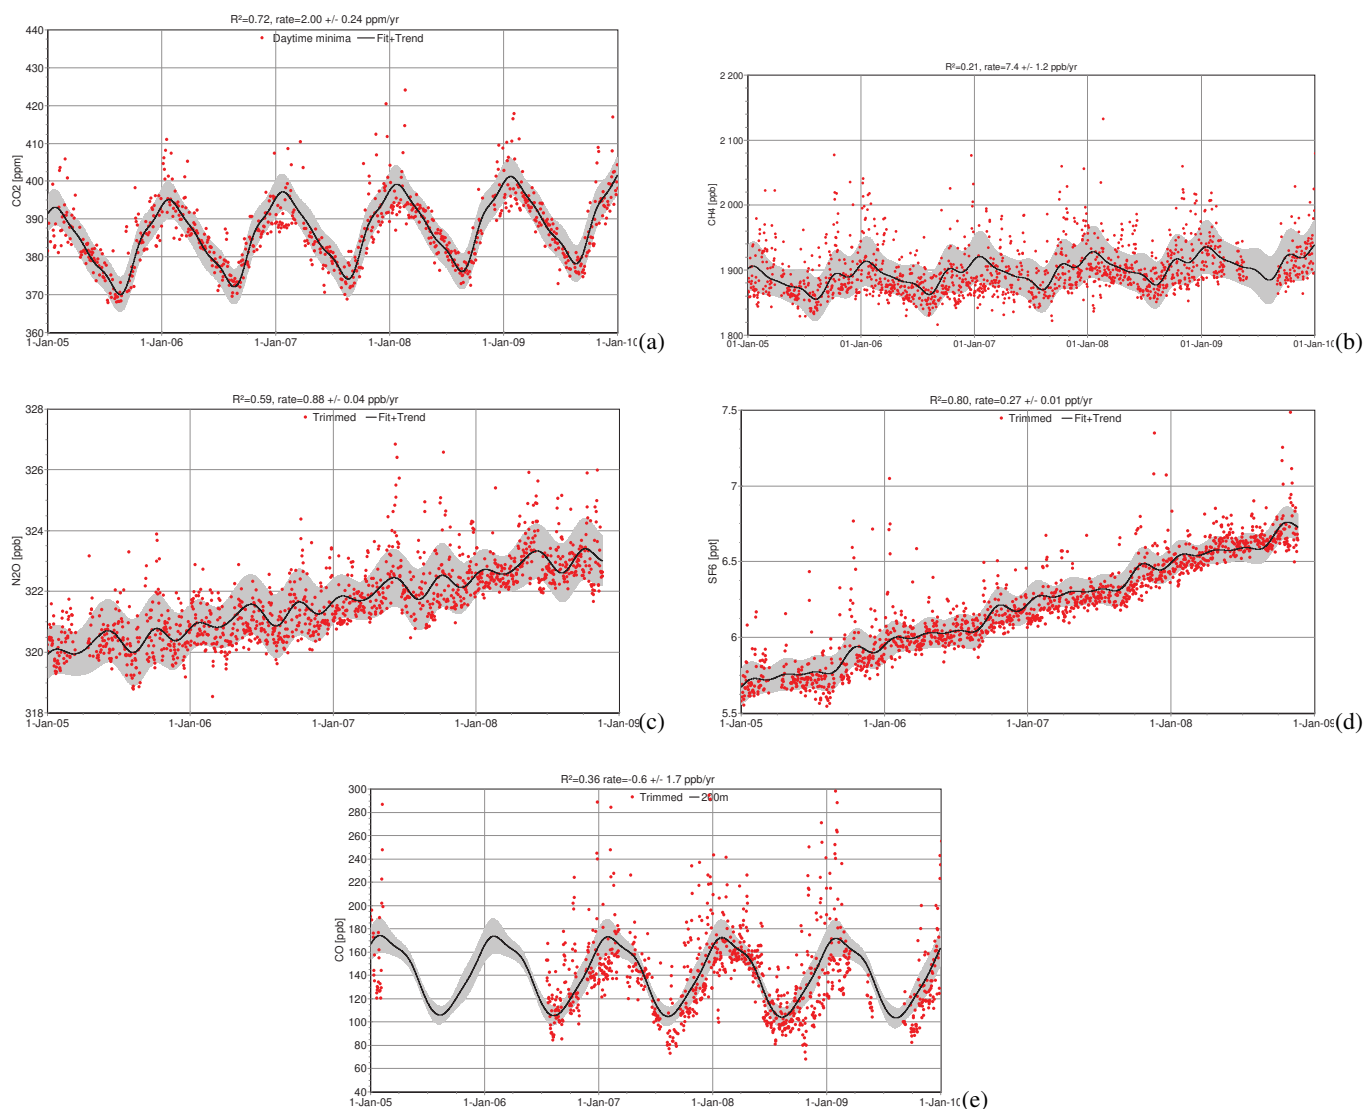 R²=0.72, rate=2.00 +/- 0.24 ppm/yr
Daytime minima Fit+Trend
440
430
420
410
400
390
380
370
360
CO2 [ppm]
1-Jan-05 1-Jan-06 1-Jan-07 1-Jan-08 1-Jan-09 1-Jan-10
(a)
R²=0.21, rate=7.4 +/- 1.2 ppb/yr
2 200
2 100
2 000
1 900
1 800
CH4 [ppb]
01-Jan-05 01-Jan-06 01-Jan-07 01-Jan-08 01-Jan-09 01-Jan-10
(b)
R²=0.59, rate=0.88 +/- 0.04 ppb/yr
Trimmed Fit+Trend
328
326
324
322
320
318
N2O [ppb]
1-Jan-05 1-Jan-06 1-Jan-07 1-Jan-08 1-Jan-09
(c)
R²=0.80, rate=0.27 +/- 0.01 ppt/yr
Trimmed Fit+Trend
7.5
7
6.5
6
5.5
SF6 [ppt]
1-Jan-05 1-Jan-06 1-Jan-07 1-Jan-08 1-Jan-09
(d)
R²=0.36 rate=-0.6 +/- 1.7 ppb/yr
Trimmed 200m
300
280
260
240
220
200
180
160
140
120
100
80
60
40
CO [ppb]
1-Jan-05 1-Jan-06 1-Jan-07 1-Jan-08 1-Jan-09 1-Jan-10
(e)